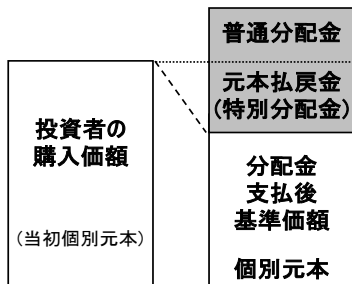 投資者の
購入価額
(当初個別元本)
普通分配金
元本払戻金
(特別分配金)
分配金
支払後
基準価額
個別元本